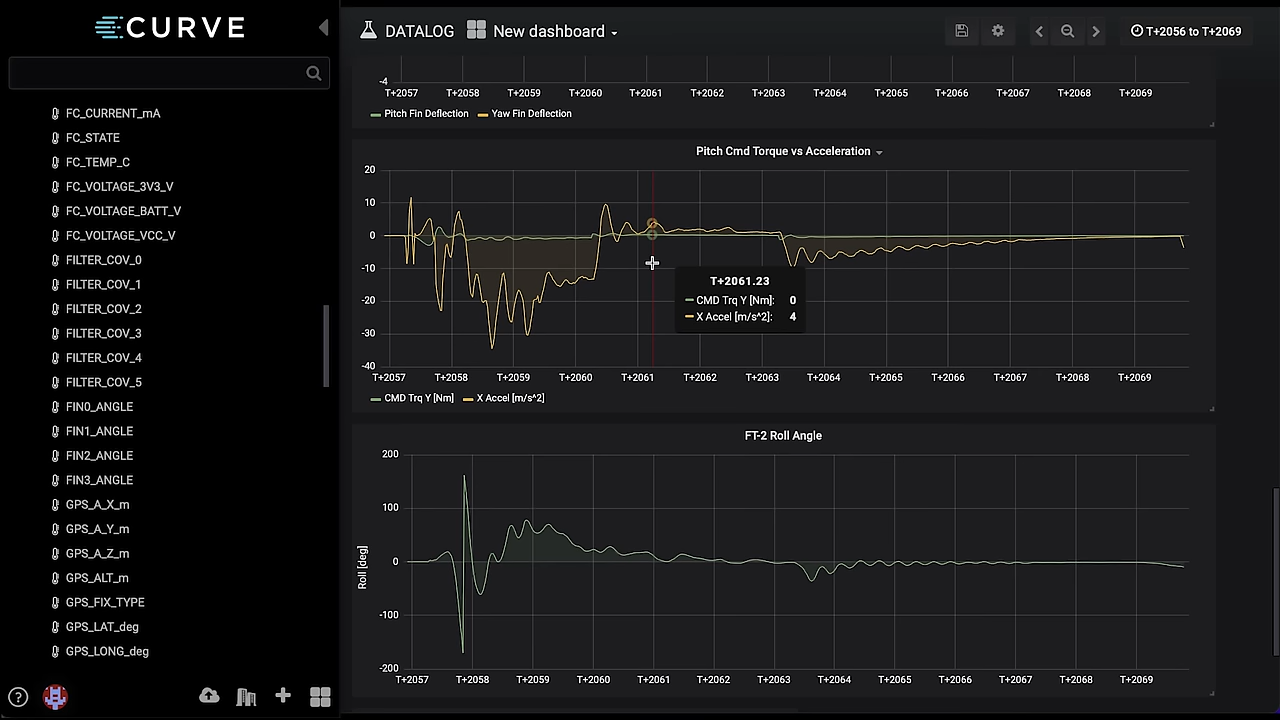 CURVE
DATALOG New dashboard
T+2056 to T+2069
FC_CURRENT_mA
FC_STATE
FC_TEMP_C
FC_VOLTAGE_3V3_V
FC_VOLTAGE_BATT_V
FC_VOLTAGE_VCC_V
FILTER_COV_0
FILTER_COV_1
FILTER_COV_2
FILTER_COV_3
FILTER_COV_4
FILTER_COV_5
FIN0_ANGLE
FIN1_ANGLE
FIN2_ANGLE
FIN3_ANGLE
GPS_A_X_m
GPS_A_Y_m
GPS_A_Z_m
GPS_ALT_m
GPS_FIX_TYPE
GPS_LAT_deg
GPS_LONG_deg
?
-4
T+2057 T+2058 T+2059 T+2060 T+2061 T+2062 T+2063 T+2064 T+2065 T+2066 T+2067 T+2068 T+2069
Pitch Fin Deflection Yaw Fin Deflection
Pitch Cmd Torque vs Acceleration
20
10
0
-10
-20
-30
-40
T+2061.23
CMD Trq Y [Nm]: 0
X Accel [m/s^2]: 4
T+2057 T+2058 T+2059 T+2060 T+2061 T+2062 T+2063 T+2064 T+2065 T+2066 T+2067 T+2068 T+2069
CMD Trq Y [Nm] X Accel [m/s^2]
FT-2 Roll Angle
Roll [deg]
200
100
0
-100
-200
T+2057 T+2058 T+2059 T+2060 T+2061 T+2062 T+2063 T+2064 T+2065 T+2066 T+2067 T+2068 T+2069